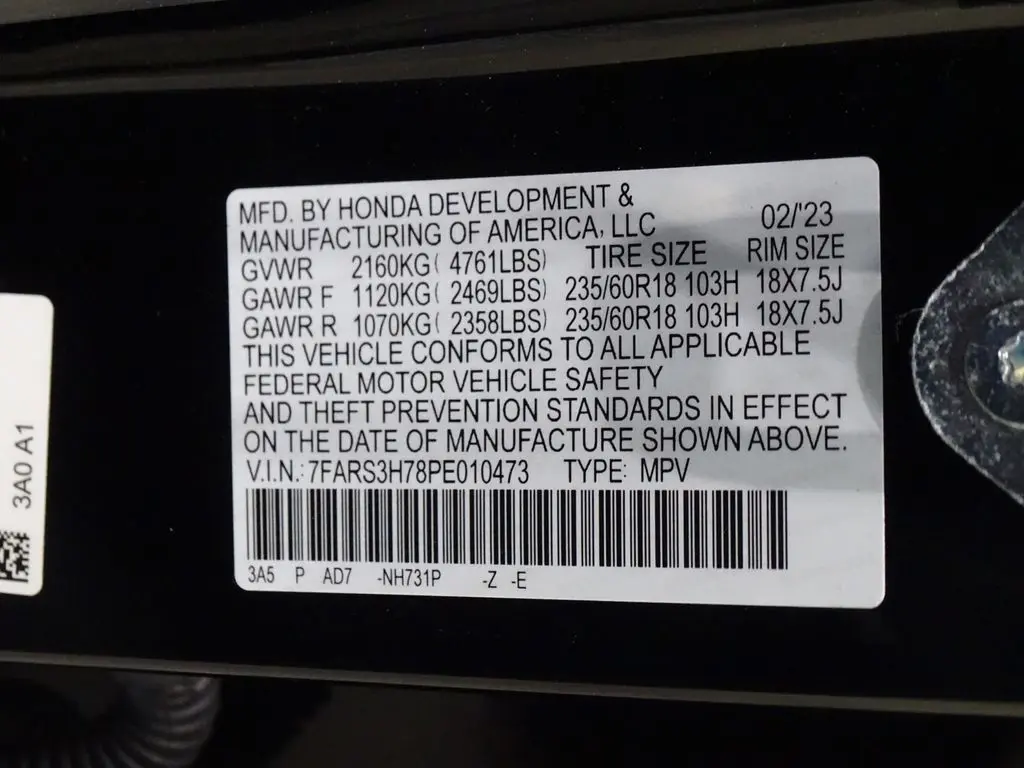 MFD. BY HONDA DEVELOPMENT &
MANUFACTURING OF AMERICA, LLC 02/'23
GVWR 2160KG( 4761LBS) TIRE SIZE RIM SIZE
GAWR F 1120KG( 2469LBS) 235/60R18 103H 18X7.5J
GAWR R 1070KG( 2358LBS) 235/60R18 103H 18X7.5J
THIS VEHICLE CONFORMS TO ALL APPLICABLE
FEDERAL MOTOR VEHICLE SAFETY
AND THEFT PREVENTION STANDARDS IN EFFECT
ON THE DATE OF MANUFACTURE SHOWN ABOVE.
V.I.N.: 7FARS3H78PE010473 TYPE: MPV
3A5 P AD7 -NH731P -Z -E
3A0 A1